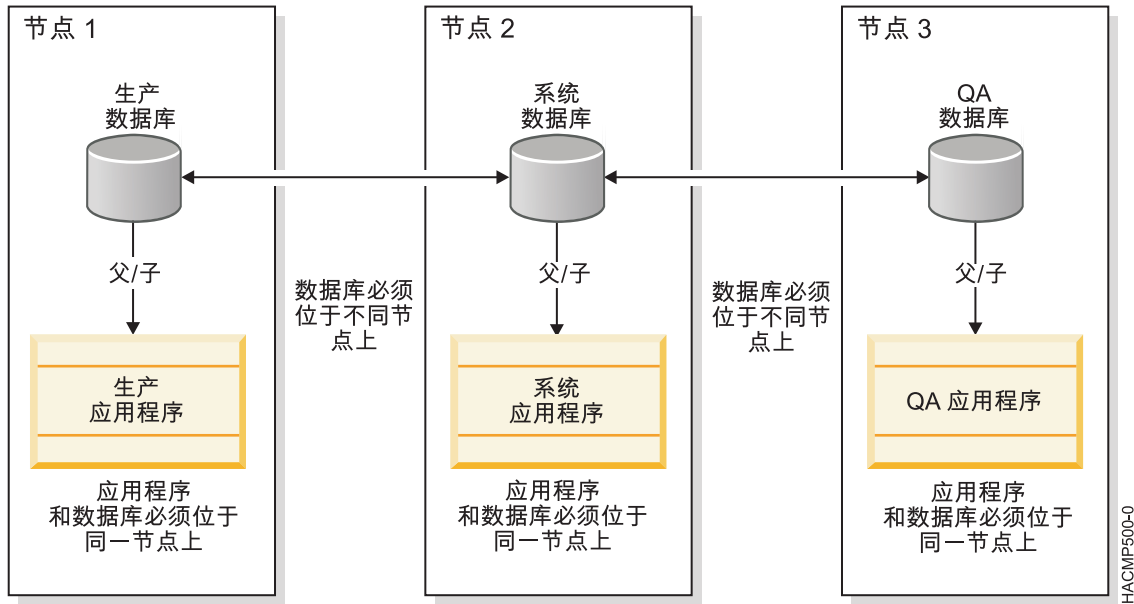 节点 1
生产
数据库
父/子
生产
应用程序
应用程序
和数据库必须位于
同一节点上
数据库必须
位于不同节
点上
节点 2
系统
数据库
父/子
系统
应用程序
应用程序
和数据库必须位于
同一节点上
数据库必须
位于不同节
点上
节点 3
QA
数据库
父/子
QA 应用程序
应用程序
和数据库必须位于
同一节点上
HACMP500-0